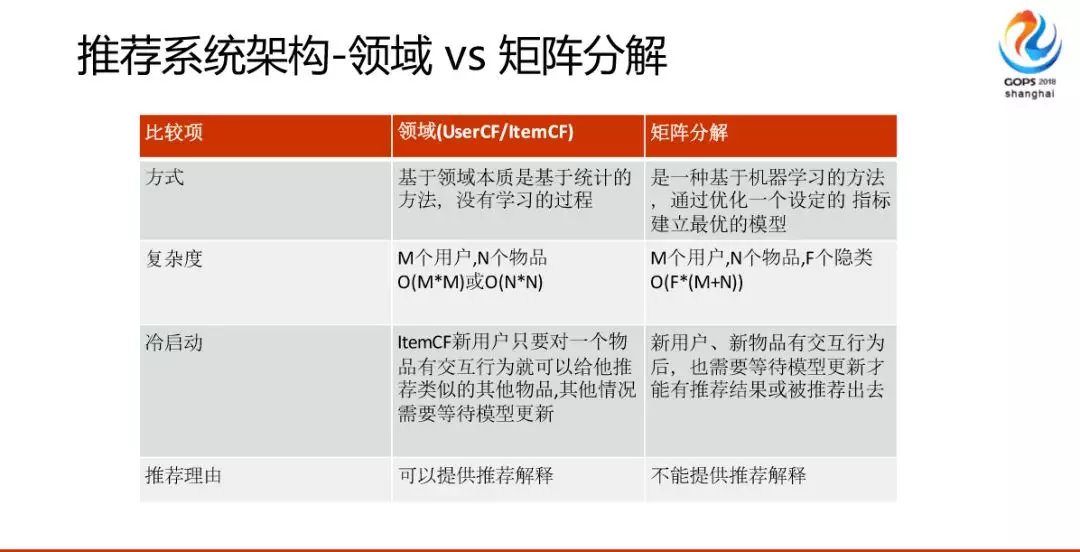 推荐系统架构-领域 vs 矩阵分解
GOPS 2018
shanghai
比较项
领域(UserCF/ItemCF)
矩阵分解
方式
基于领域本质是基于统计的
方法，没有学习的过程
是一种基于机器学习的方法
，通过优化一个设定的 指标
建立最优的模型
复杂度
M个用户,N个物品
O(M*M)或O(N*N)
M个用户,N个物品,F个隐类
O(F*(M+N))
冷启动
ItemCF新用户只要对一个物
品有交互行为就可以给他推
荐类似的其他物品,其他情况
需要等待模型更新
新用户、新物品有交互行为
后，也需要等待模型更新才
能有推荐结果或被推荐出去
推荐理由
可以提供推荐解释
不能提供推荐解释